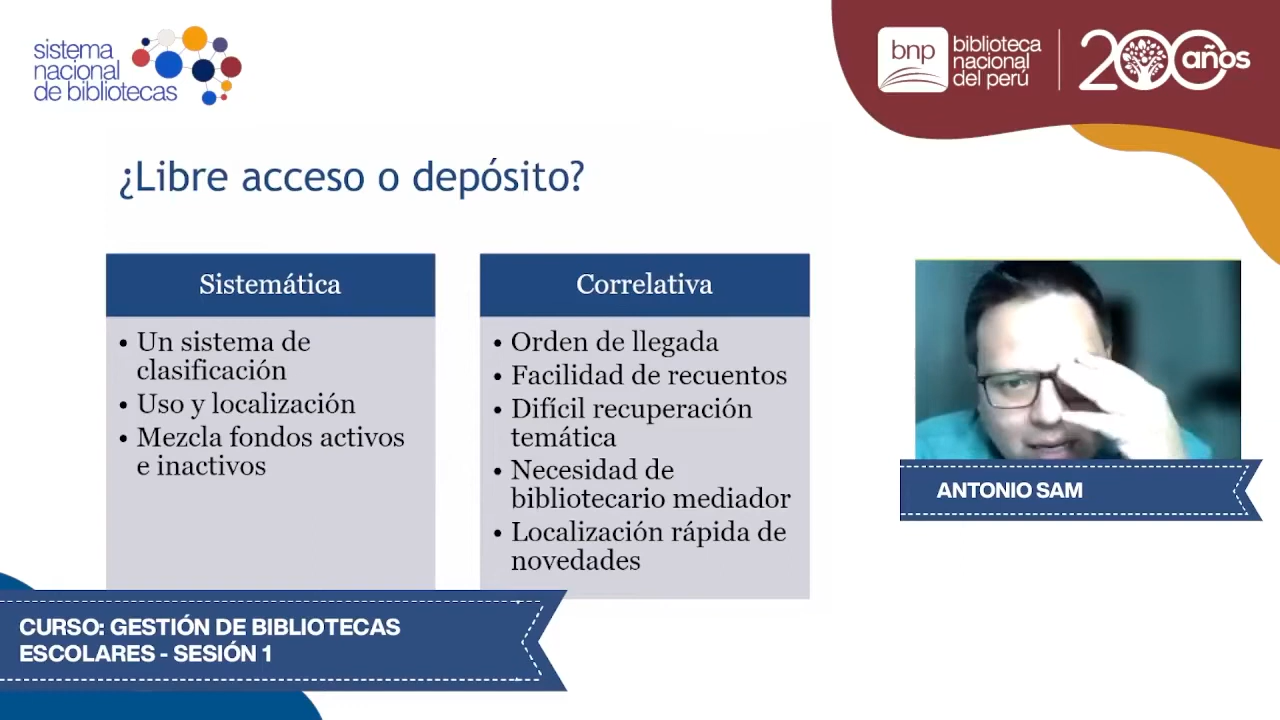 sistema
nacional
de bibliotecas
bnp
biblioteca
nacional
del perú
200 años
¿Libre acceso o depósito?
Sistemática
• Un sistema de
clasificación
• Uso y localización
• Mezcla fondos activos
e inactivos
Correlativa
• Orden de llegada
• Facilidad de recuentos
• Difícil recuperación
temática
• Necesidad de
bibliotecario mediador
• Localización rápida de
novedades
ANTONIO SAM
CURSO: GESTIÓN DE BIBLIOTECAS
ESCOLARES - SESIÓN 1